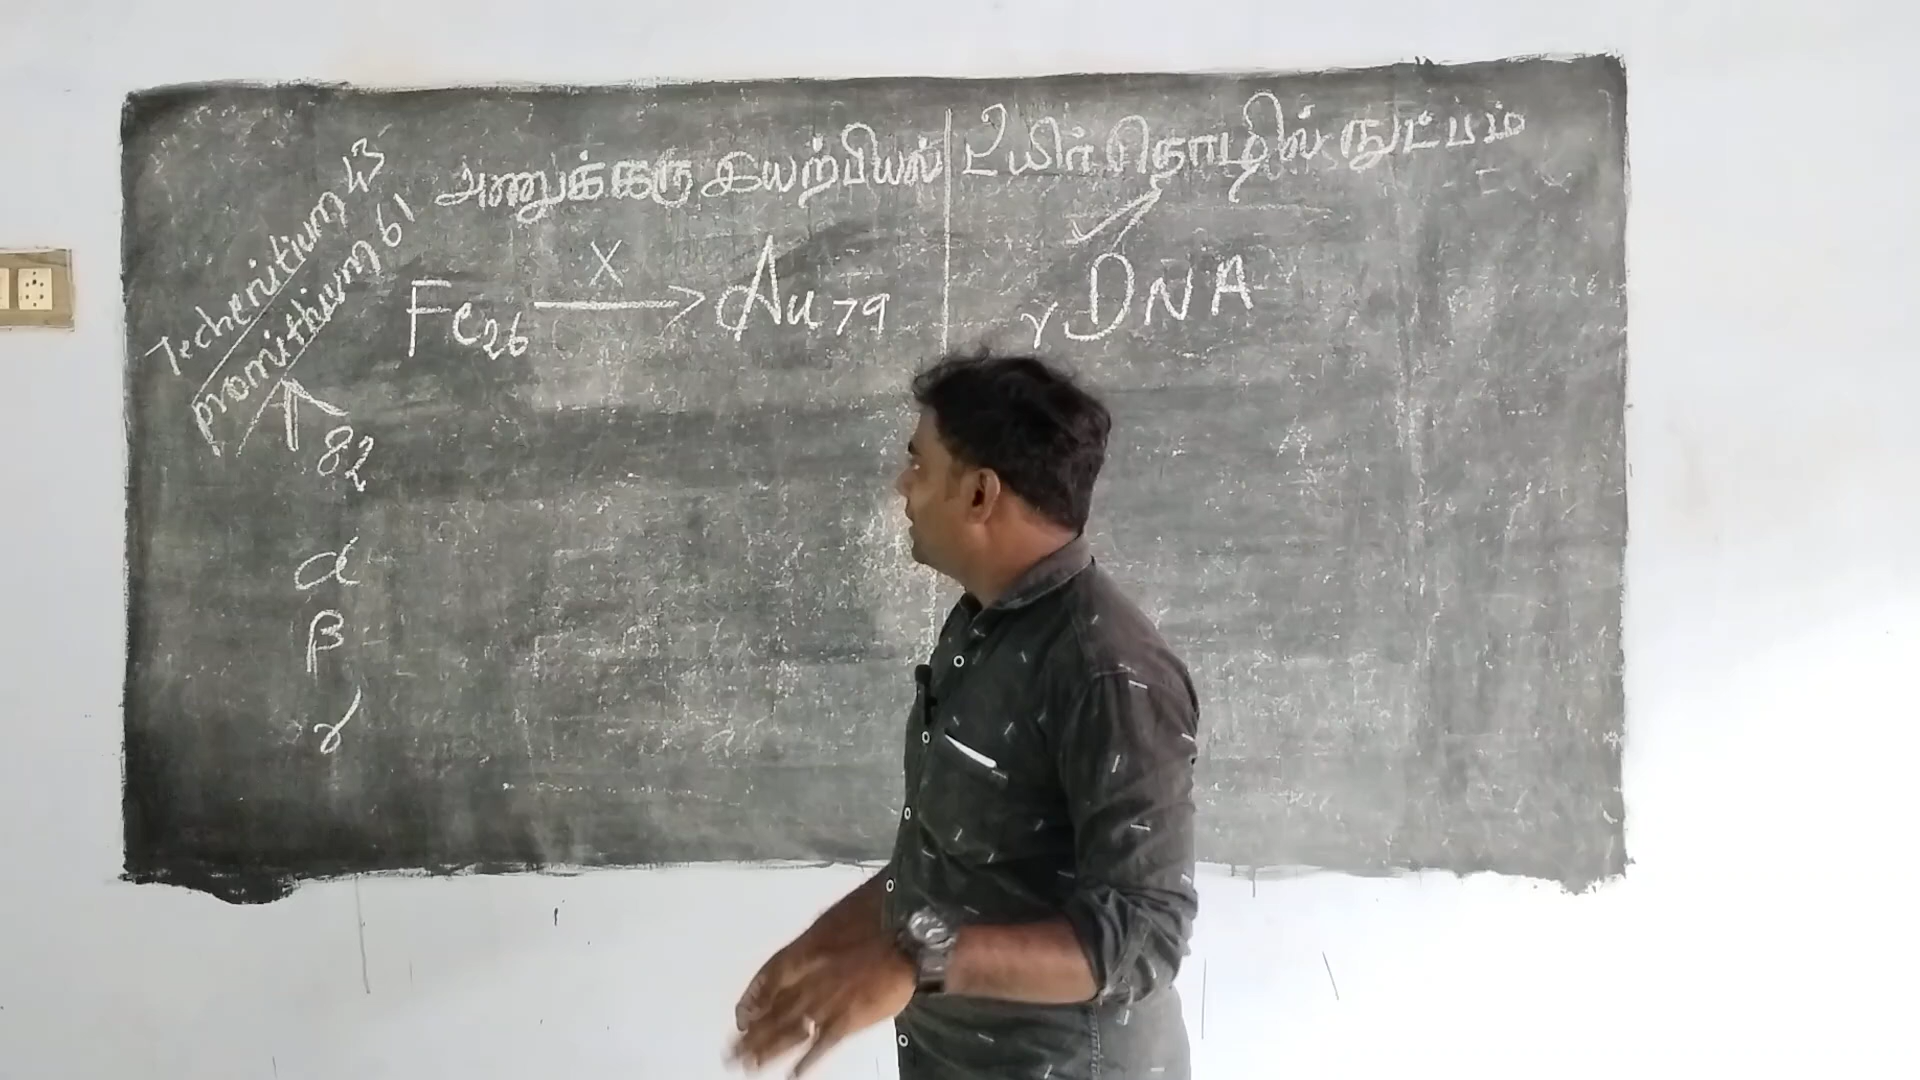 அணுக்கரு இயற்பியல்
உயிர் தொழில் நுட்பம்
Techenitium 43
promithium 61
82
Fe26 X Au79
r DNA
α
β
γ